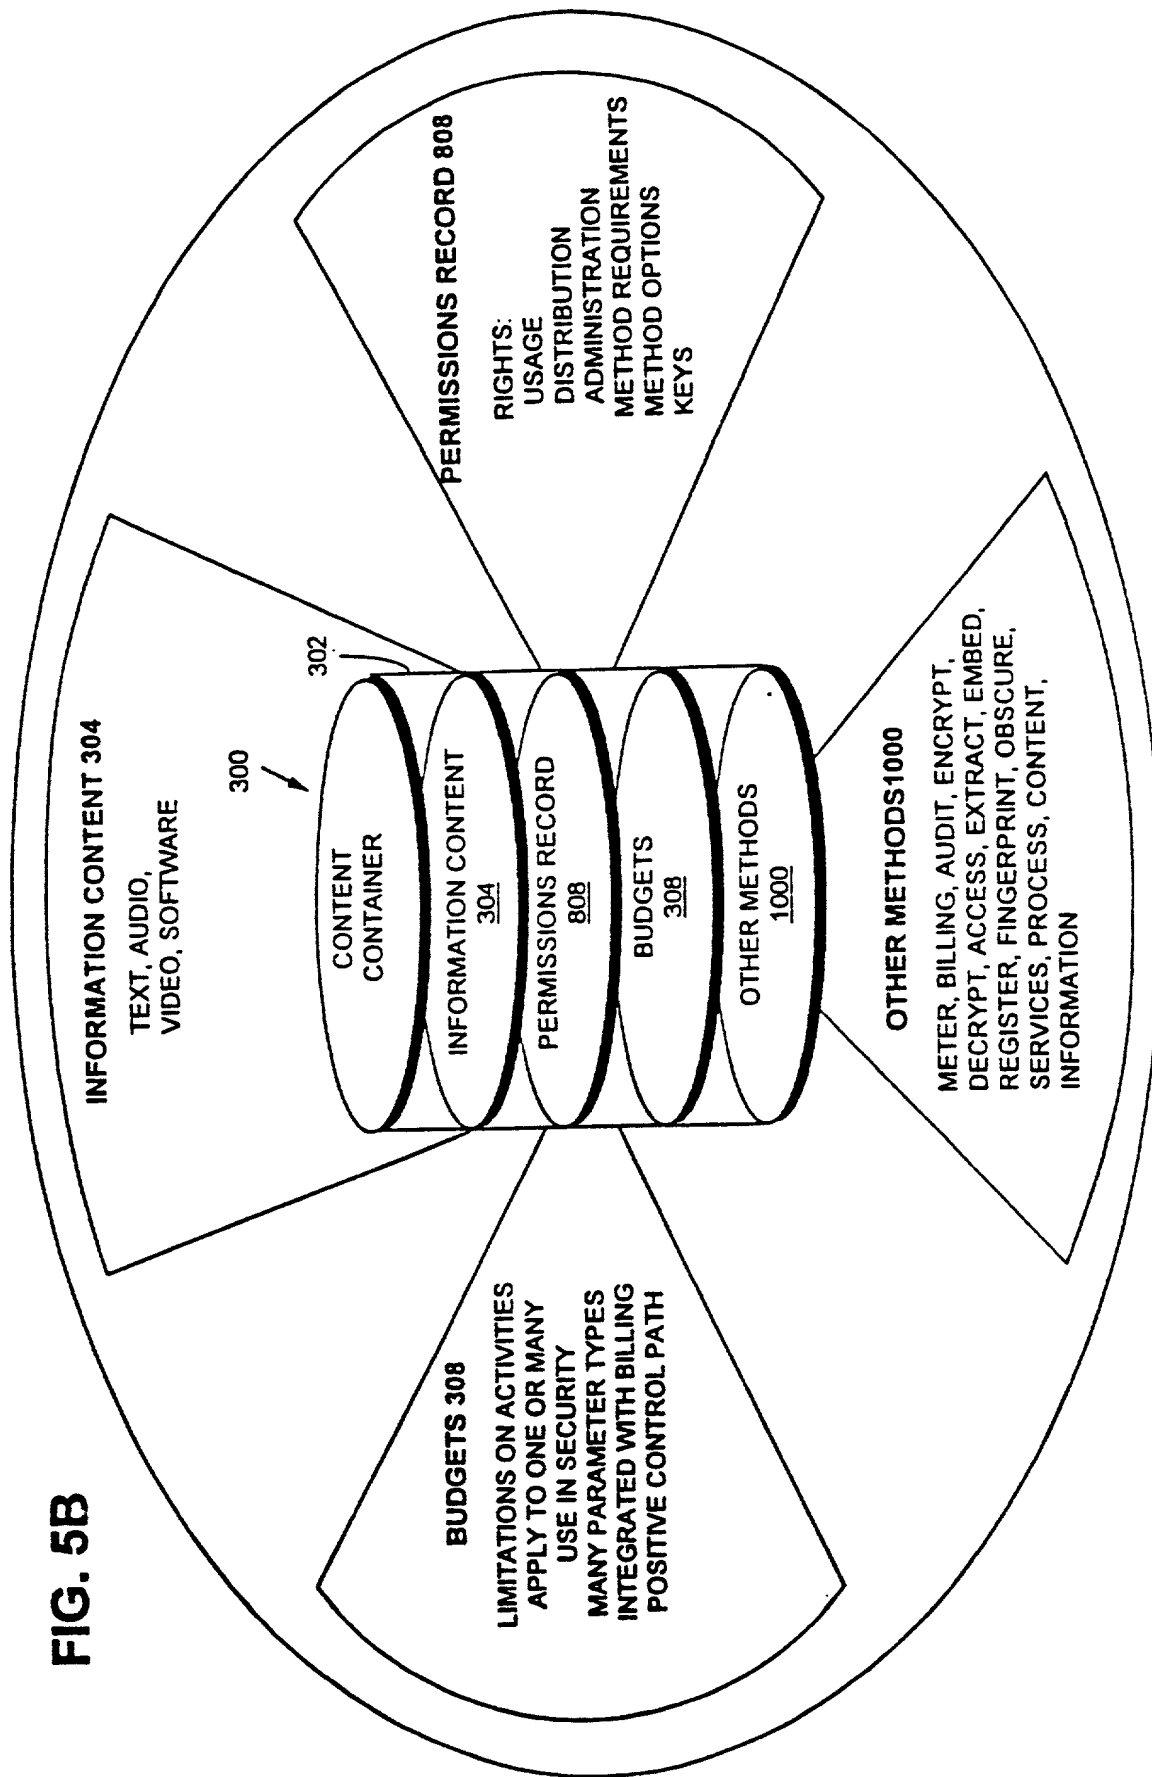 FIG. 5B
INFORMATION CONTENT 304
TEXT, AUDIO,
VIDEO, SOFTWARE
300
302
CONTENT
CONTAINER
INFORMATION CONTENT
304
PERMISSIONS RECORD
808
BUDGETS
308
OTHER METHODS
1000
BUDGETS 308
LIMITATIONS ON ACTIVITIES
APPLY TO ONE OR MANY
USE IN SECURITY
MANY PARAMETER TYPES
INTEGRATED WITH BILLING
POSITIVE CONTROL PATH
PERMISSIONS RECORD 808
RIGHTS:
USAGE
DISTRIBUTION
ADMINISTRATION
METHOD REQUIREMENTS
METHOD OPTIONS
KEYS
OTHER METHODS1000
METER, BILLING, AUDIT, ENCRYPT,
DECRYPT, ACCESS, EXTRACT, EMBED,
REGISTER, FINGERPRINT, OBSCURE,
SERVICES, PROCESS, CONTENT,
INFORMATION